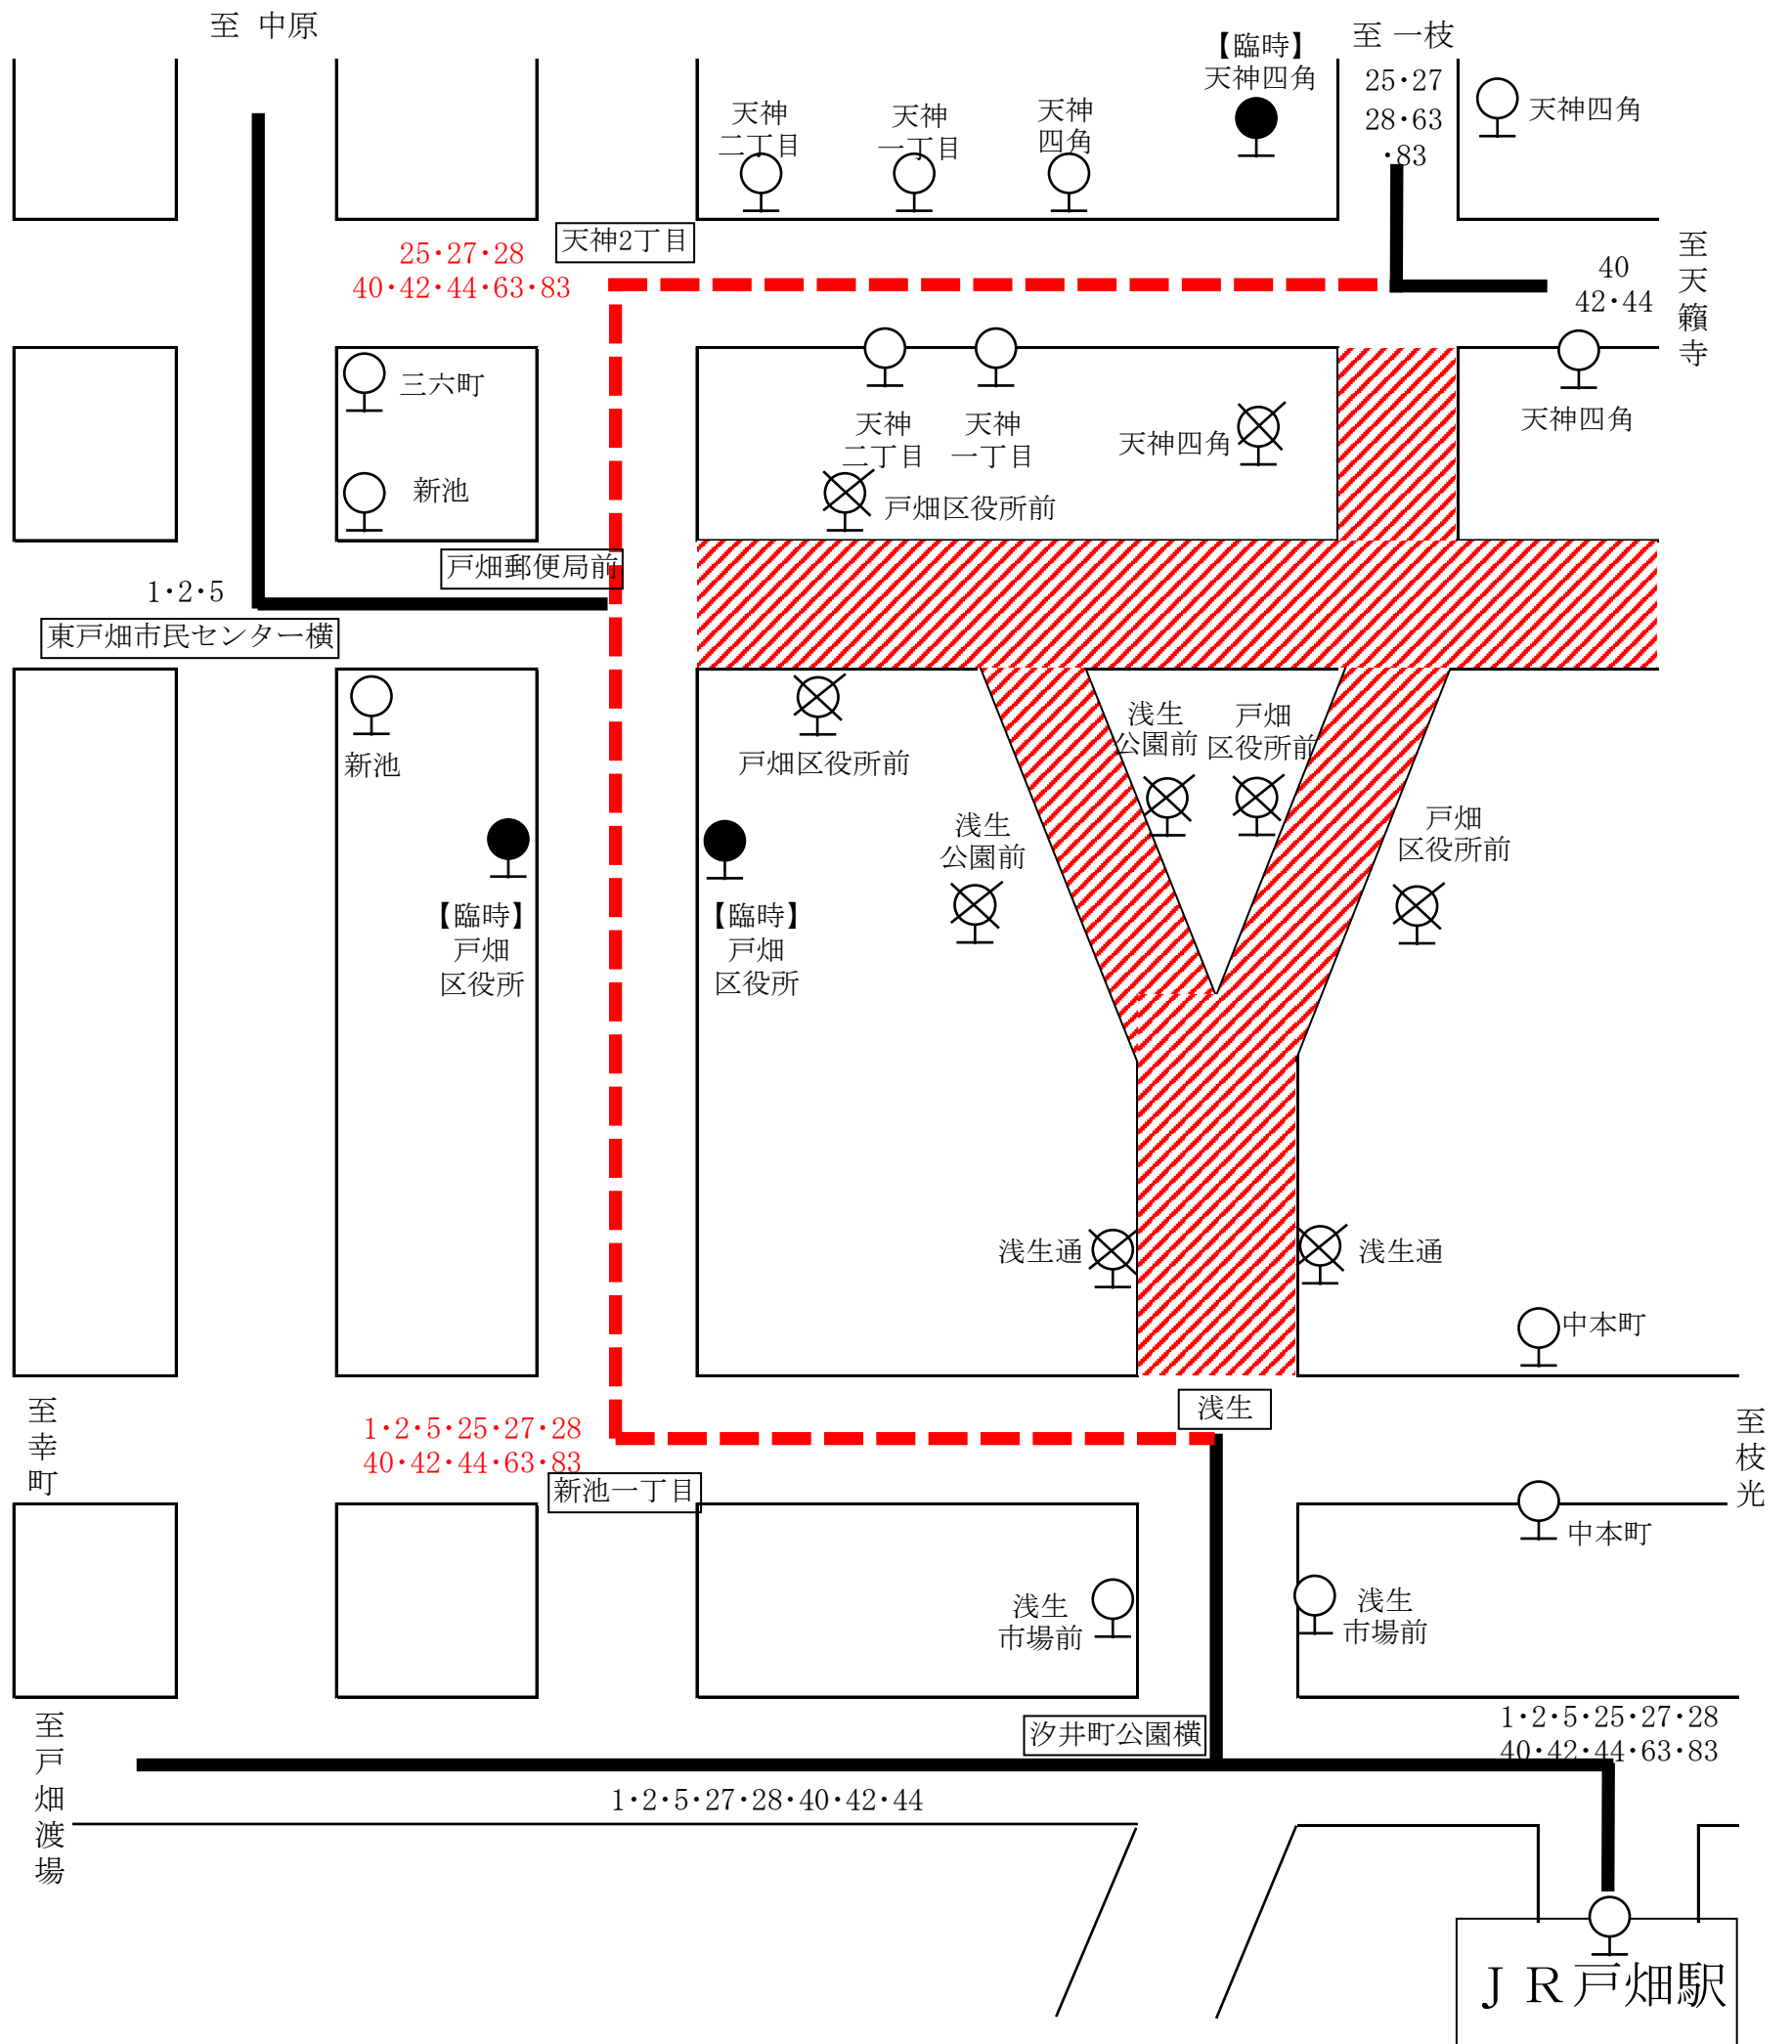 至 中原
【臨時】
天神四角
至 一枝
25・27
28・63
・83
天神四角
天神
二丁目
天神
一丁目
天神
四角
天神2丁目
25・27・28
40・42・44・63・83
40
42・44
至天籟寺
三六町
新池
天神
二丁目
天神
一丁目
天神四角
天神四角
戸畑区役所前
戸畑郵便局前
1・2・5
東戸畑市民センター横
新池
戸畑区役所前
浅生
公園前
戸畑
区役所前
浅生
公園前
戸畑
区役所前
【臨時】
戸畑
区役所
【臨時】
戸畑
区役所
浅生通
浅生通
中本町
至幸町
浅生
至枝光
1・2・5・25・27・28
40・42・44・63・83
新池一丁目
中本町
浅生
市場前
浅生
市場前
至戸畑渡場
汐井町公園横
1・2・5・25・27・28
40・42・44・63・83
1・2・5・27・28・40・42・44
ＪＲ戸畑駅